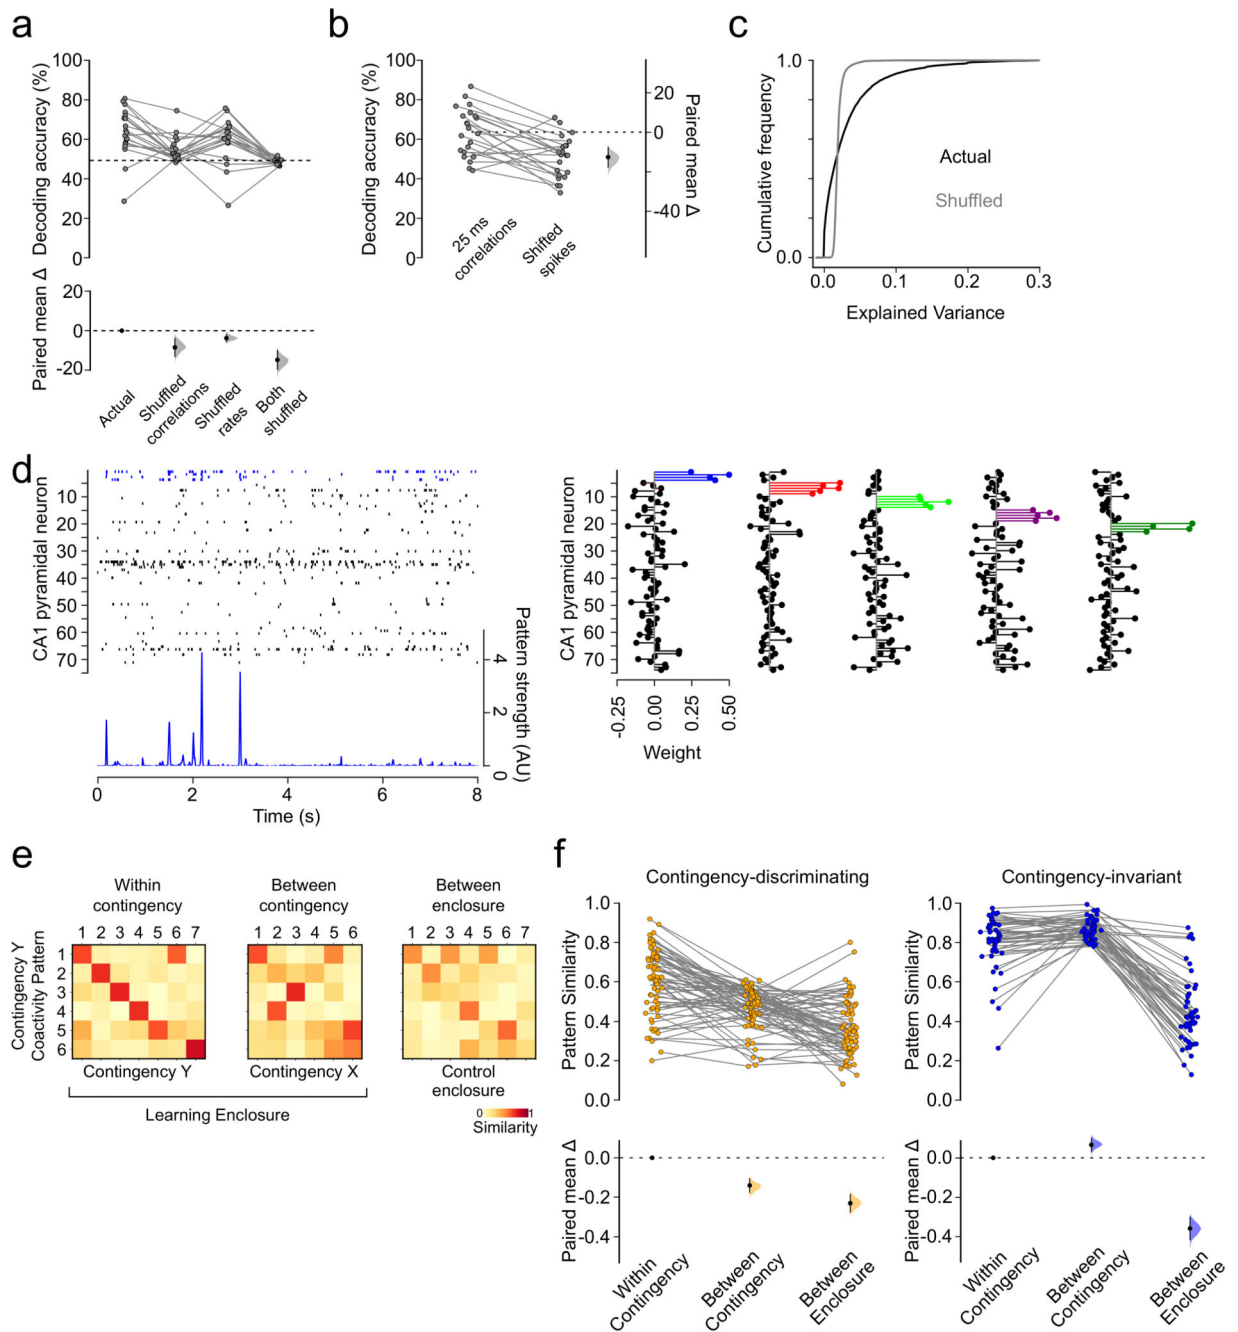 a
Decoding accuracy (%)
100
80
60
40
20
0
Paired mean Δ
20
0
-20
Actual
Shuffled
correlations
Shuffled
rates
Both
shuffled
b
Decoding accuracy (%)
100
80
60
40
20
0
25 ms
correlations
Shifted
spikes
20
0
-40
Paired mean Δ
c
Cumulative frequency
1.0
0.0
Actual
Shuffled
0.0 0.1 0.2 0.3
Explained Variance
d
CA1 pyramidal neuron
10
20
30
40
50
60
70
Pattern strength (AU)
4
2
0
0 2 4 6 8
Time (s)
CA1 pyramidal neuron
10
20
30
40
50
60
70
-0.25 0.00 0.25 0.50
Weight
e
Within
contingency
1 2 3 4 5 6 7
Contingency Y
Coactivity Pattern
1
2
3
4
5
6
Contingency Y
Between
contingency
1 2 3 4 5 6
Contingency X
Learning Enclosure
Between
enclosure
1 2 3 4 5 6 7
Control
enclosure
0 1
Similarity
f
Contingency-discriminating
Pattern Similarity
1.0
0.8
0.6
0.4
0.2
0.0
Paired mean Δ
0.0
-0.2
-0.4
Within
Contingency
Between
Contingency
Between
Enclosure
Contingency-invariant
Pattern Similarity
1.0
0.8
0.6
0.4
0.2
0.0
Paired mean Δ
0.0
-0.2
-0.4
Within
Contingency
Between
Contingency
Between
Enclosure